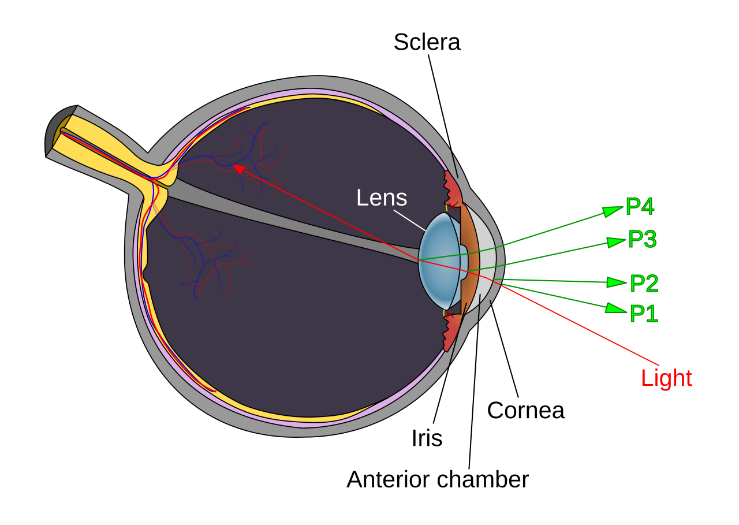 Sclera
Lens
P4
P3
P2
P1
Light
Cornea
Iris
Anterior chamber